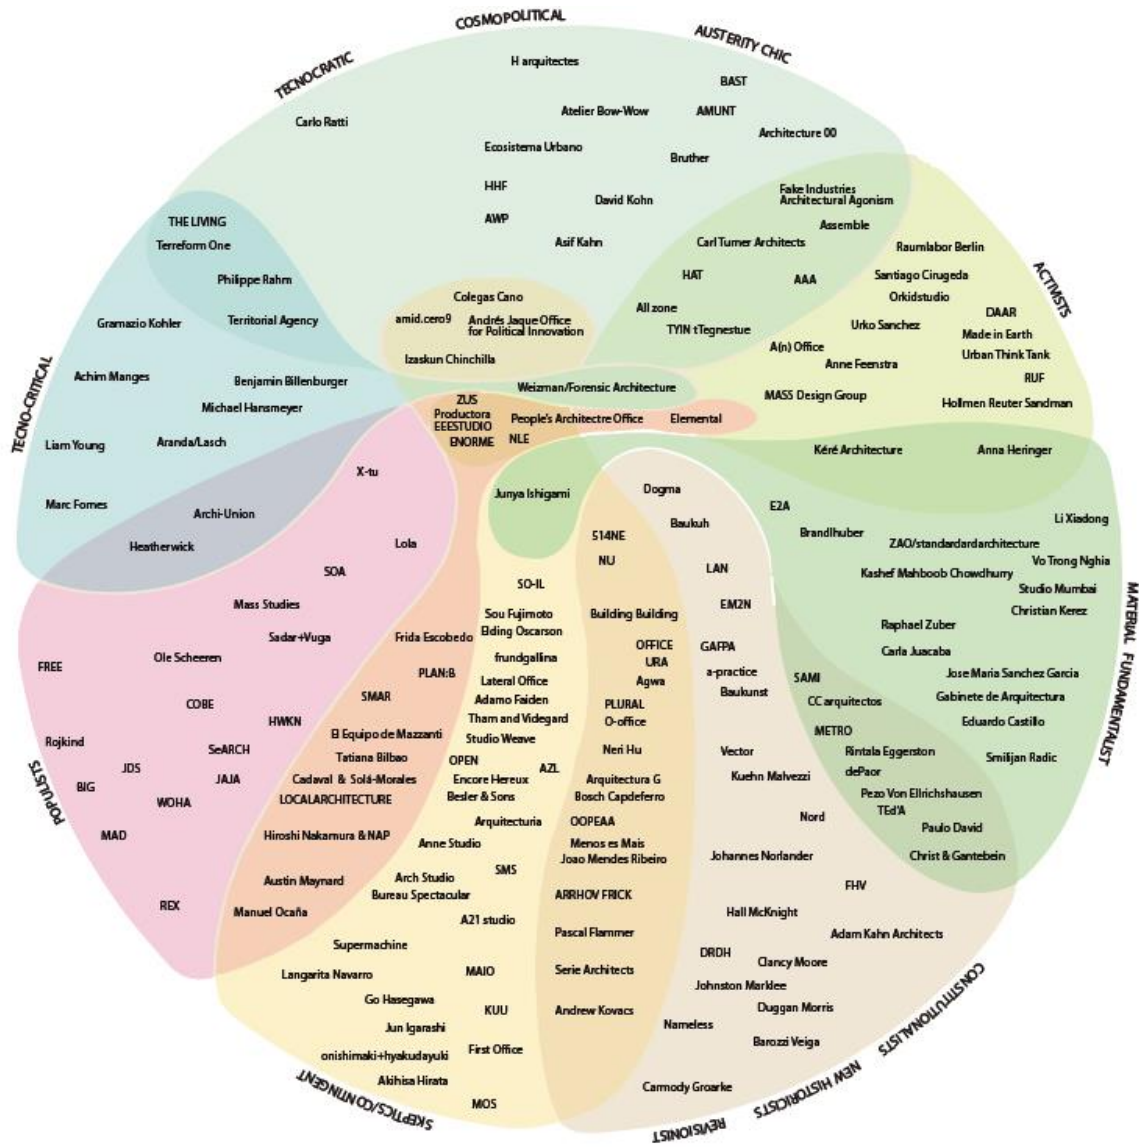 COSMOPOLITICAL
TECNOCRATIC
AUSTERITY CHIC
H arquitectes
BAST
Carlo Ratti
Atelier Bow-Wow
AMUNT
Architecture 00
Ecosistema Urbano
Bruther
HHF
David Kohn
Fake Industries
Architectural Agonism
AWP
Assemble
THE LIVING
Terreform One
Asif Kahn
Carl Turner Architects
Raumlabor Berlin
ACTIVISTS
Philippe Rahm
HAT
AAA
Santiago Cirugeda
Orkidstudio
Colegas Cano
All zone
DAAR
Gramazio Kohler
Territorial Agency
amid.cero9
Andrés Jaque Office
for Political Innovation
TYIN tTegnestue
Urko Sanchez
Made in Earth
A(n) Office
Urban Think Tank
Izaskun Chinchilla
Anne Feenstra
RUF
Achim Manges
Benjamin Billenburger
Weizman/Forensic Architecture
MASS Design Group
Hollmen Reuter Sandman
TECNO-CRITICAL
Michael Hansmeyer
ZUS
Productora
EEESTUDIO
ENORME
People's Architectre Office
Elemental
NLE
Liam Young
Aranda/Lasch
Kéré Architecture
Anna Heringer
X-tu
Marc Fornes
Archi-Union
Junya Ishigami
Dogma
E2A
Li Xiadong
Heatherwick
Lola
514NE
Baukuh
Brandlhuber
ZAO/standardardarchitecture
SOA
SO-IL
NU
LAN
Kashef Mahboob Chowdhurry
Vo Trong Nghia
Studio Mumbai
Mass Studies
Sou Fujimoto
Elding Oscarson
Building Building
EM2N
Christian Kerez
Sadar+Vuga
Frida Escobedo
Raphael Zuber
MATERIAL FUNDAMENTALIST
FREE
Ole Scheeren
PLAN:B
frundgallina
OFFICE
URA
GAFPA
Carla Juacaba
Lateral Office
Agwa
a-practice
SAMI
Jose Maria Sanchez Garcia
COBE
SMAR
Adamo Faiden
PLURAL
Baukunst
CC arquitectos
Gabinete de Arquitectura
HWKN
Tham and Videgard
O-office
METRO
Eduardo Castillo
Rojkind
SeARCH
El Equipo de Mazzanti
Studio Weave
Neri Hu
Vector
Rintala Eggerston
Smilijan Radic
JDS
Tatiana Bilbao
OPEN
AZL
dePaor
BIG
JAJA
Cadaval & Solá-Morales
Encore Hereux
Arquitectura G
Kuehn Malvezzi
Pezo Von Ellrichshausen
POPULISTS
WOHA
LOCALARCHITECTURE
Besler & Sons
Bosch Capdeferro
TEd'A
Nord
MAD
Hiroshi Nakamura & NAP
Arquitecturia
OOPEAA
Paulo David
Anne Studio
Menos es Mais
Joao Mendes Ribeiro
Johannes Norlander
Christ & Gantebein
Austin Maynard
Arch Studio
SMS
FHV
REX
Manuel Ocaña
Bureau Spectacular
ARRHOV FRICK
Hall McKnight
A21 studio
Pascal Flammer
Adam Kahn Architects
Supermachine
DRDH
Clancy Moore
Langarita Navarro
MAIO
Serie Architects
Johnston Marklee
Go Hasegawa
KUU
Andrew Kovacs
Duggan Morris
Jun Igarashi
Nameless
onishimaki+hyakudayuki
First Office
Barozzi Veiga
Akihisa Hirata
Carmody Groarke
MOS
SKEPTICS/CONTINGENT
REVISIONIST
NEW HISTORICISTS
CONSTITUTIONALISTS